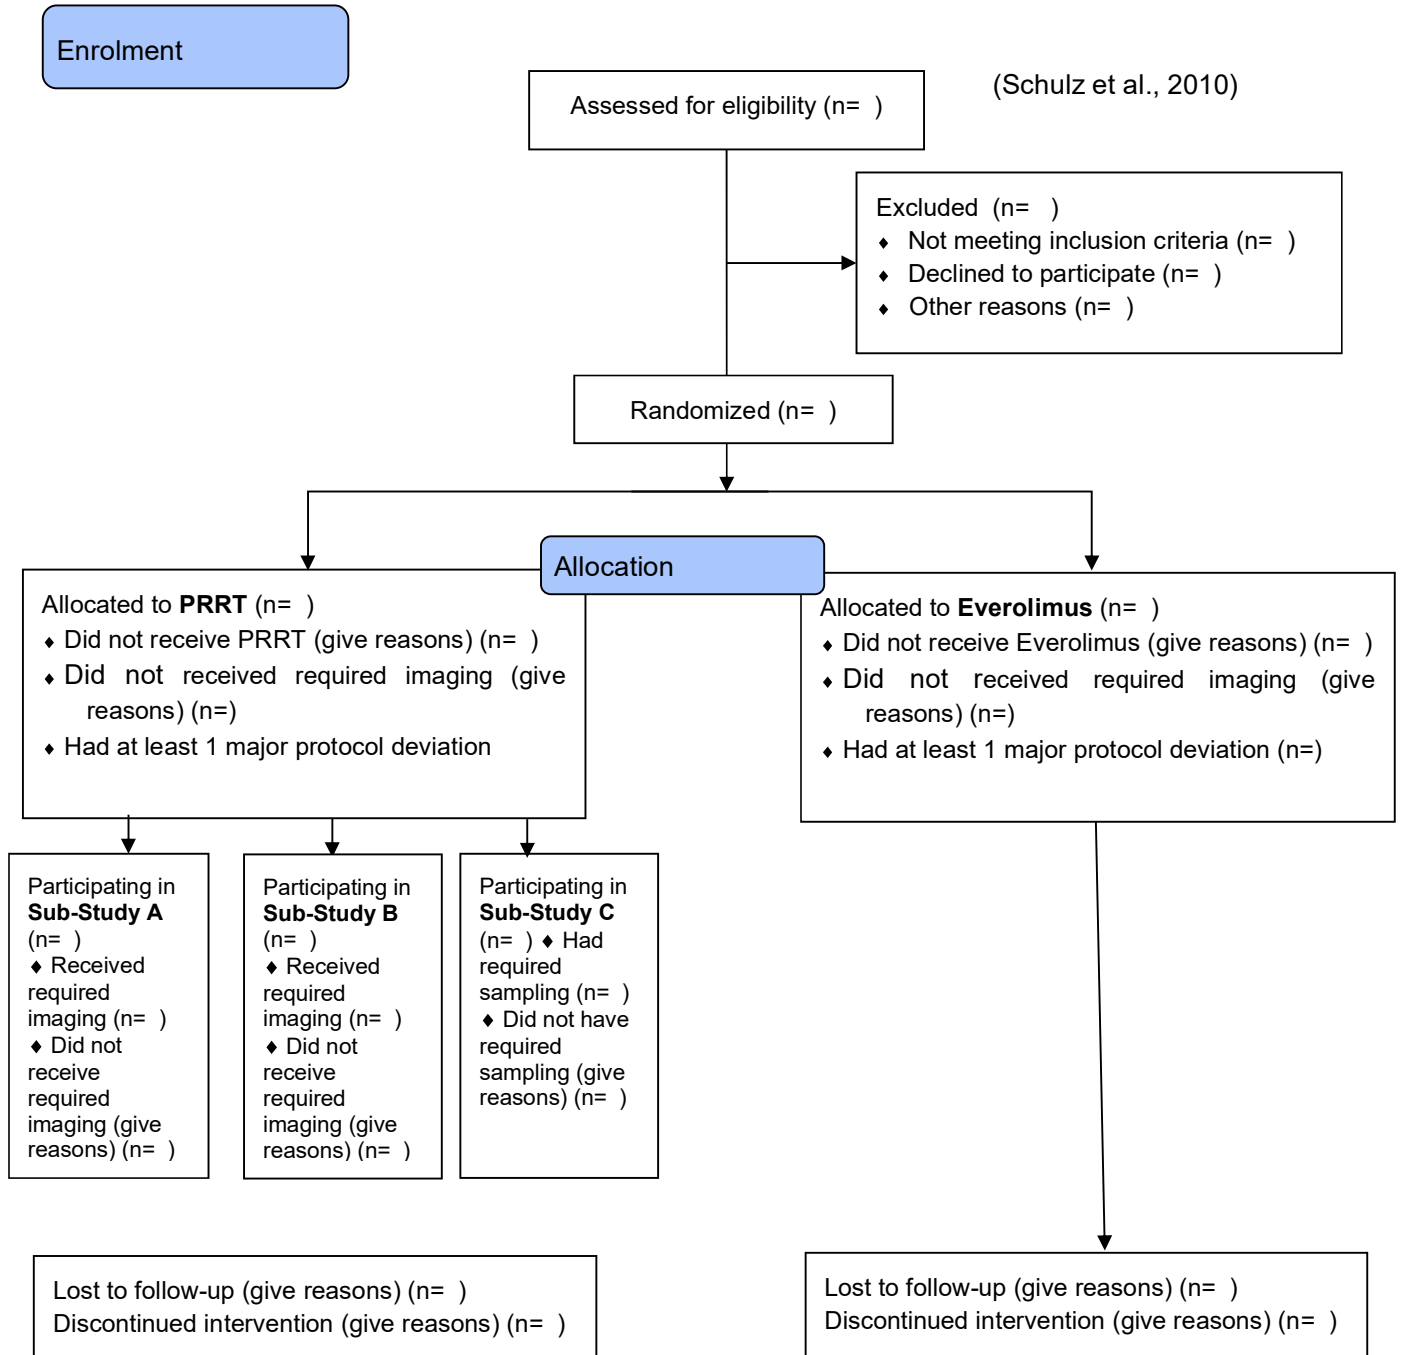 Enrolment
(Schulz et al., 2010)
Assessed for eligibility (n=  )
Excluded  (n=   )
♦ Not meeting inclusion criteria (n=  )
♦ Declined to participate (n=  )
♦ Other reasons (n=  )
Randomized (n=  )
Allocation
Allocated to PRRT (n=  )
♦ Did not receive PRRT (give reasons) (n=  )
♦ Did not received required imaging (give
reasons) (n=)
♦ Had at least 1 major protocol deviation
Allocated to Everolimus (n=  )
♦ Did not receive Everolimus (give reasons) (n=  )
♦ Did not received required imaging (give
reasons) (n=)
♦ Had at least 1 major protocol deviation (n=)
Participating in
Sub-Study A
(n=  )
♦ Received
required
imaging (n=  )
♦ Did not
receive
required
imaging (give
reasons) (n=  )
Participating in
Sub-Study B
(n=  )
♦ Received
required
imaging (n=  )
♦ Did not
receive
required
imaging (give
reasons) (n=  )
Participating in
Sub-Study C
(n=  ) ♦ Had
required
sampling (n=  )
♦ Did not have
required
sampling (give
reasons) (n=  )
Lost to follow-up (give reasons) (n=  )
Discontinued intervention (give reasons) (n=  )
Lost to follow-up (give reasons) (n=  )
Discontinued intervention (give reasons) (n=  )